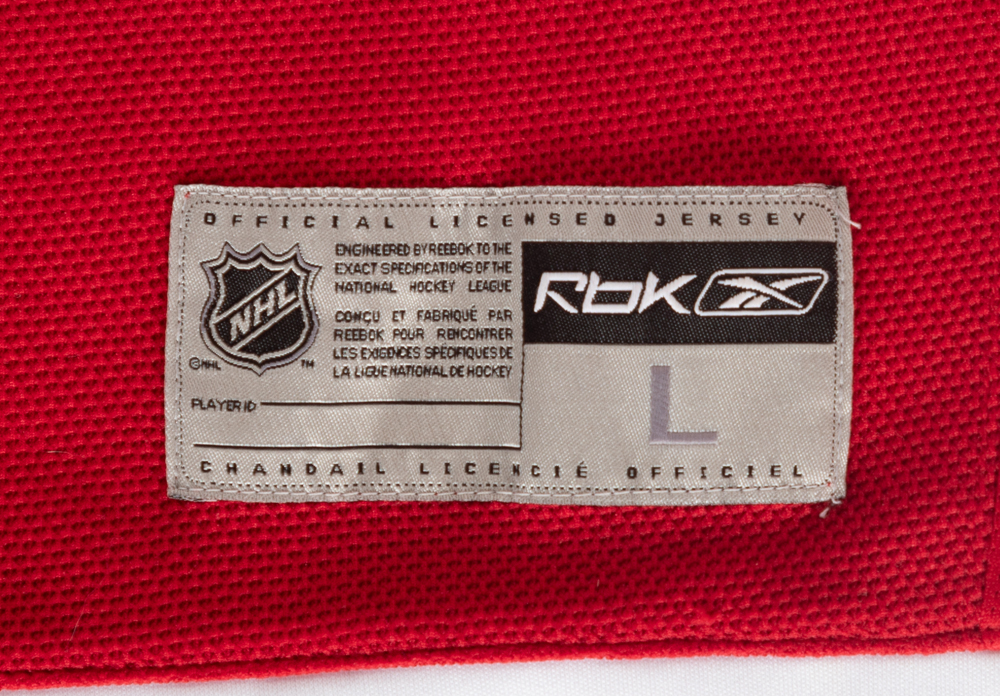 OFFICIAL LICENSED JERSEY
NHL
©NHL
™
ENGINEERED BY REEBOK TO THE
EXACT SPECIFICATIONS OF THE
NATIONAL HOCKEY LEAGUE
CONÇU ET FABRIQUÉ PAR
REEBOK POUR RENCONTRER
LES EXIGENCES SPÉCIFIQUES DE
LA LIGUE NATIONAL DE HOCKEY
PLAYER ID
Rbk
L
CHANDAIL LICENCIÉ OFFICIEL